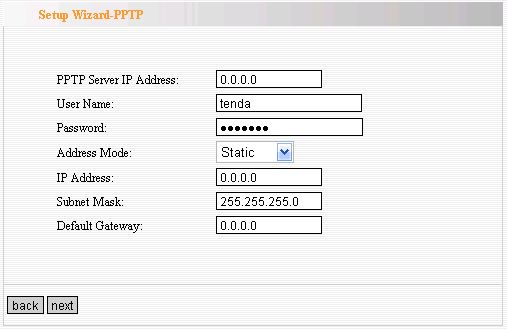 Setup Wizard-PPTP
PPTP Server IP Address: 0.0.0.0
User Name: tenda
Password: ●●●●●●●
Address Mode: Static
IP Address: 0.0.0.0
Subnet Mask: 255.255.255.0
Default Gateway: 0.0.0.0
back next